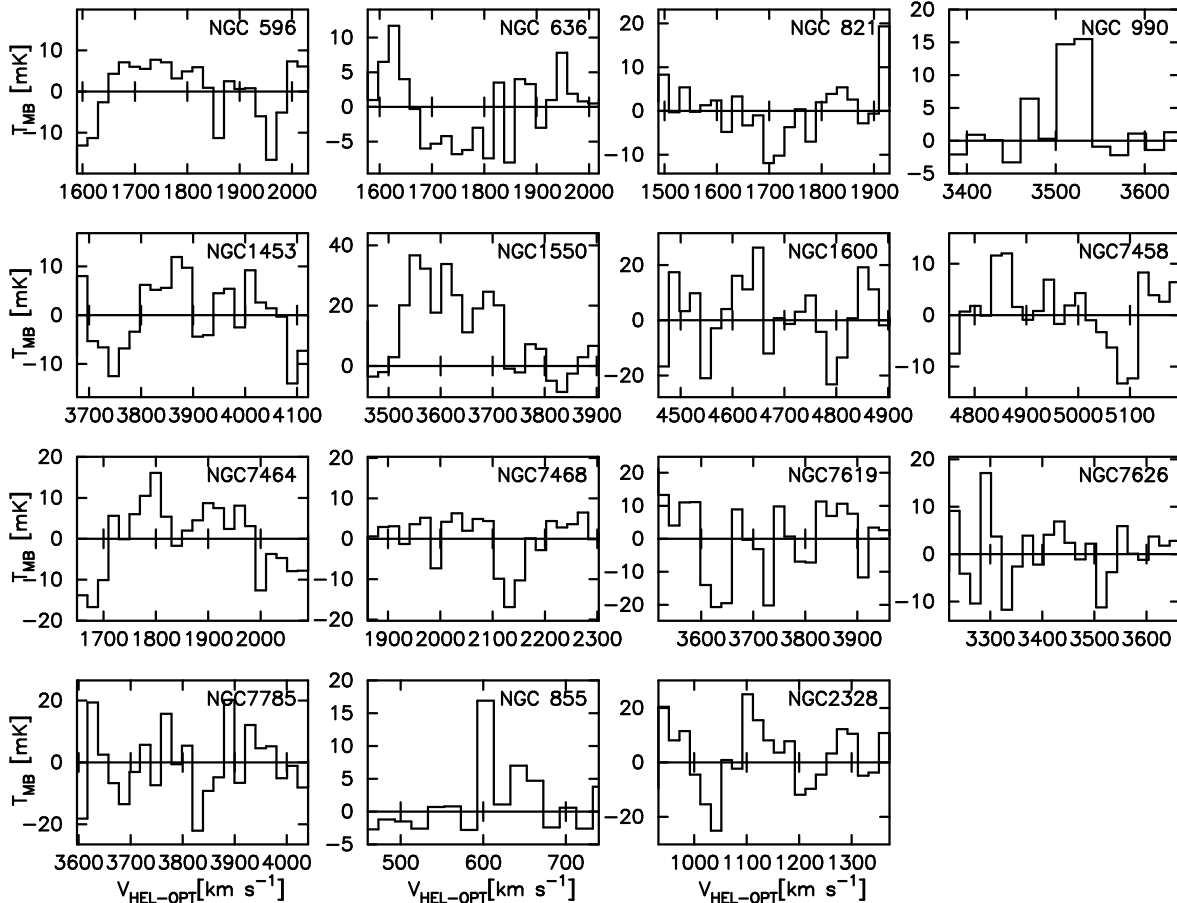 NGC 596
NGC 636
NGC 821
NGC 990
T_MB [mK]
10
0
−10
1600 1700 1800 1900 2000
10
5
0
−5
1600 1700 1800 1900 2000
20
10
0
−10
1500 1600 1700 1800 1900
20
15
10
5
0
−5
3400 3500 3600
NGC1453
NGC1550
NGC1600
NGC7458
T_MB [mK]
10
0
−10
3700 3800 3900 4000 4100
40
20
0
3500 3600 3700 3800 3900
20
0
−20
4500 4600 4700 4800 4900
10
0
−10
4800 4900 5000 5100
NGC7464
NGC7468
NGC7619
NGC7626
T_MB [mK]
20
10
0
−10
−20
1700 1800 1900 2000
20
10
0
−10
−20
1900 2000 2100 2200 2300
20
10
0
−10
−20
3600 3700 3800 3900
20
10
0
−10
3300 3400 3500 3600
NGC7785
NGC 855
NGC2328
T_MB [mK]
20
0
−20
3600 3700 3800 3900 4000
20
15
10
5
0
−5
500 600 700
20
0
−20
1000 1100 1200 1300
V_HEL−OPT[km s⁻¹]
V_HEL−OPT[km s⁻¹]
V_HEL−OPT[km s⁻¹]